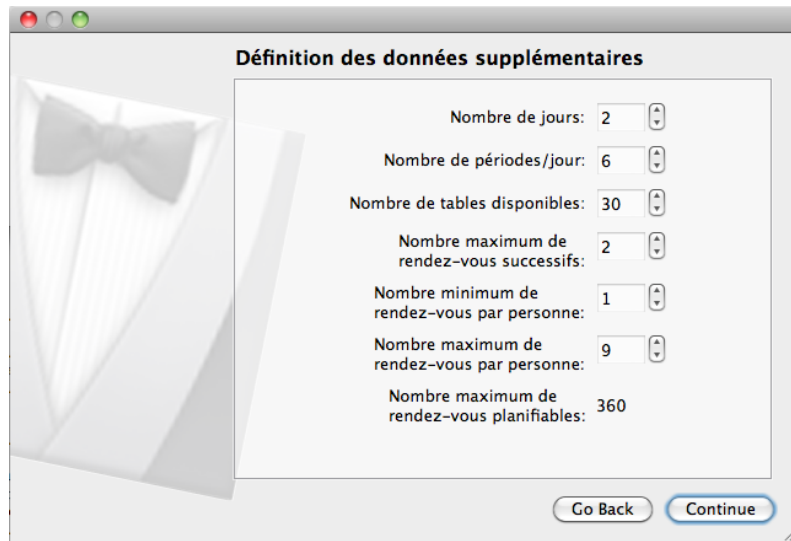 Définition des données supplémentaires
Nombre de jours: 2
Nombre de périodes/jour: 6
Nombre de tables disponibles: 30
Nombre maximum de
rendez-vous successifs: 2
Nombre minimum de
rendez-vous par personne: 1
Nombre maximum de
rendez-vous par personne: 9
Nombre maximum de
rendez-vous planifiables: 360
Go Back Continue